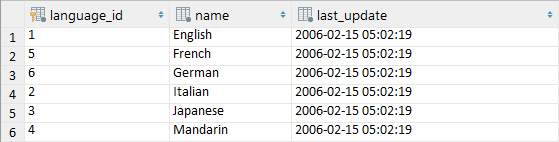 language_id name last_update
1 1 English 2006-02-15 05:02:19
2 5 French 2006-02-15 05:02:19
3 6 German 2006-02-15 05:02:19
4 2 Italian 2006-02-15 05:02:19
5 3 Japanese 2006-02-15 05:02:19
6 4 Mandarin 2006-02-15 05:02:19